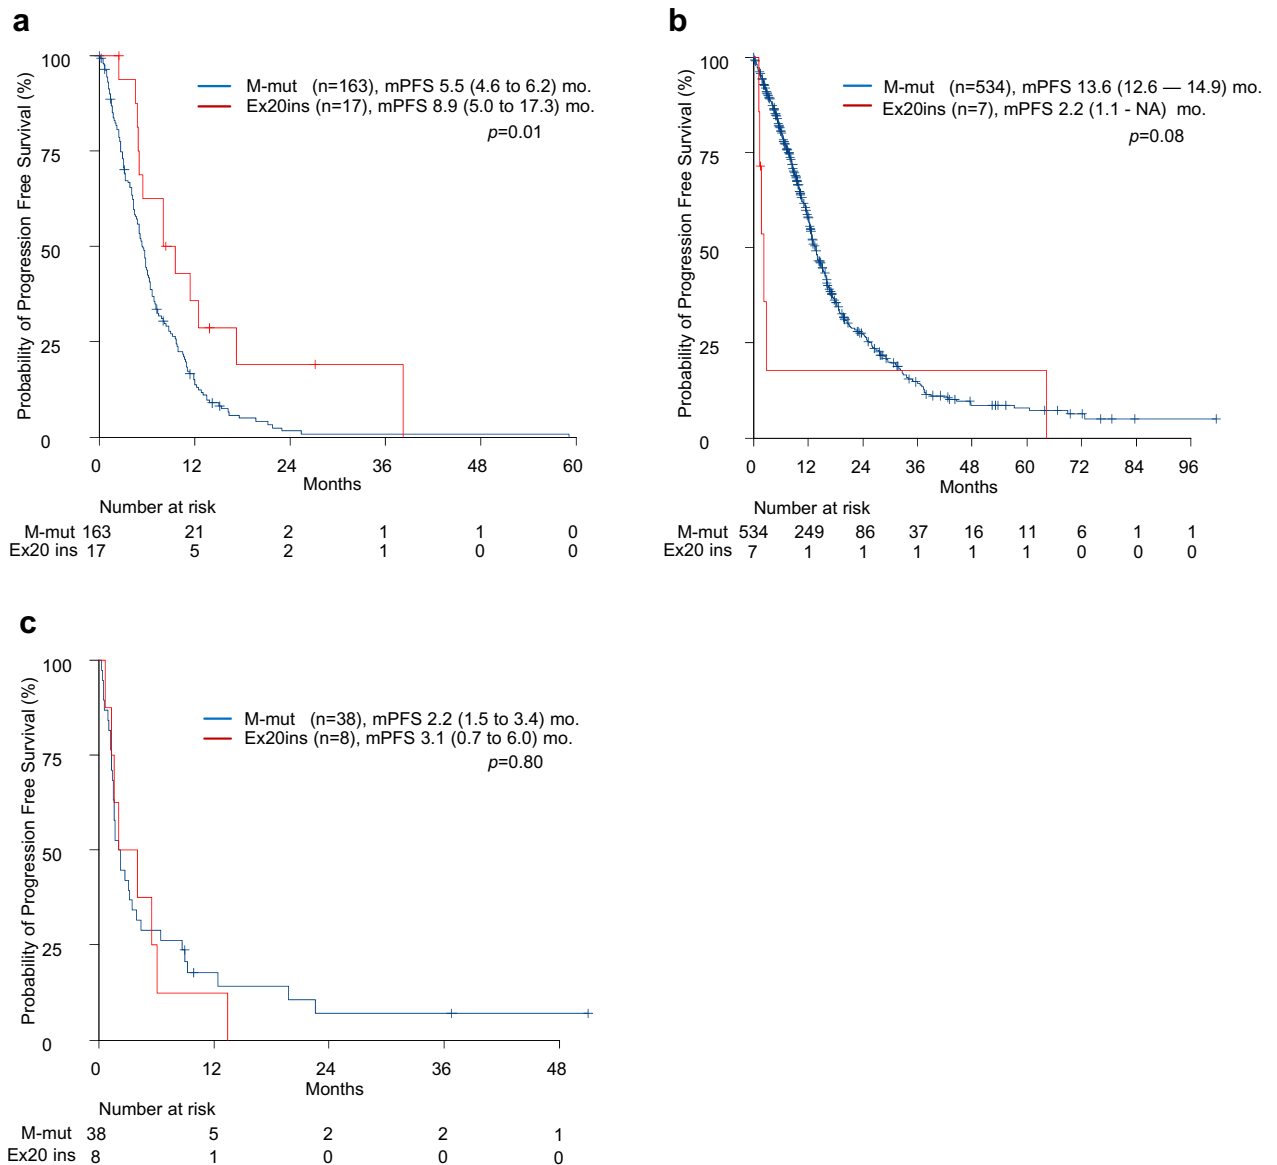 a
Probability of Progression Free Survival (%)
100
75
50
25
0
M-mut (n=163), mPFS 5.5 (4.6 to 6.2) mo.
Ex20ins (n=17), mPFS 8.9 (5.0 to 17.3) mo.
p=0.01
0 12 24 36 48 60
Months
Number at risk
M-mut 163 21 2 1 1 0
Ex20 ins 17 5 2 1 0 0
b
Probability of Progression Free Survival (%)
100
75
50
25
0
M-mut (n=534), mPFS 13.6 (12.6 — 14.9) mo.
Ex20ins (n=7), mPFS 2.2 (1.1 - NA) mo.
p=0.08
0 12 24 36 48 60 72 84 96
Months
Number at risk
M-mut 534 249 86 37 16 11 6 1 1
Ex20 ins 7 1 1 1 1 1 0 0 0
c
Probability of Progression Free Survival (%)
100
75
50
25
0
M-mut (n=38), mPFS 2.2 (1.5 to 3.4) mo.
Ex20ins (n=8), mPFS 3.1 (0.7 to 6.0) mo.
p=0.80
0 12 24 36 48
Months
Number at risk
M-mut 38 5 2 2 1
Ex20 ins 8 1 0 0 0